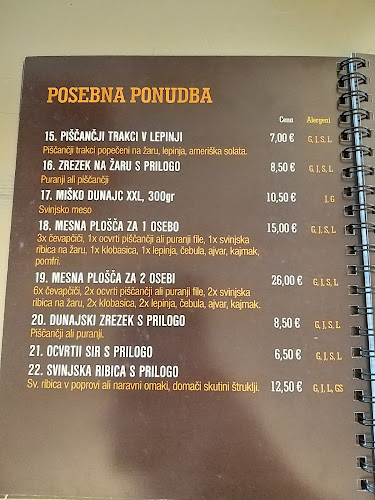 POSEBNA PONUDBA
Cena Alergeni
15. PIŠČANČJI TRAKCI V LEPINJI 7,00 € G, J, S, L
Piščančji trakci popečeni na žaru, lepinja, ameriška solata.
16. ZREZEK NA ŽARU S PRILOGO 8,50 € G, J, S, L
Puranji ali piščančji
17. MIŠKO DUNAJC XXL, 300gr 10,50 € J, G
Svinjsko meso
18. MESNA PLOŠČA ZA 1 OSEBO 15,00 € G, J, S, L
3x čevapčiči, 1x ocvrti piščančji ali puranji file, 1x svinjska
ribica na žaru, 1x klobasica, 1x lepinja, čebula, ajvar, kajmak,
pomfri.
19. MESNA PLOŠČA ZA 2 OSEBI 26,00 € G, J, S, L
6x čevapčiči, 2x ocvrti piščančji ali puranji file, 2x svinjska
ribica na žaru, 2x klobasica, 2x lepinja, čebula, ajvar, kajmak.
20. DUNAJSKI ZREZEK S PRILOGO 8,50 € G, J, S, L
Piščančji ali puranji.
21. OCVRTI SIR S PRILOGO 6,50 € G, J, S, L
22. SVINJSKA RIBICA S PRILOGO 12,50 € G, J, L, GS
Sv. ribica v poprovi ali naravni omaki, domači skutini štruklji.